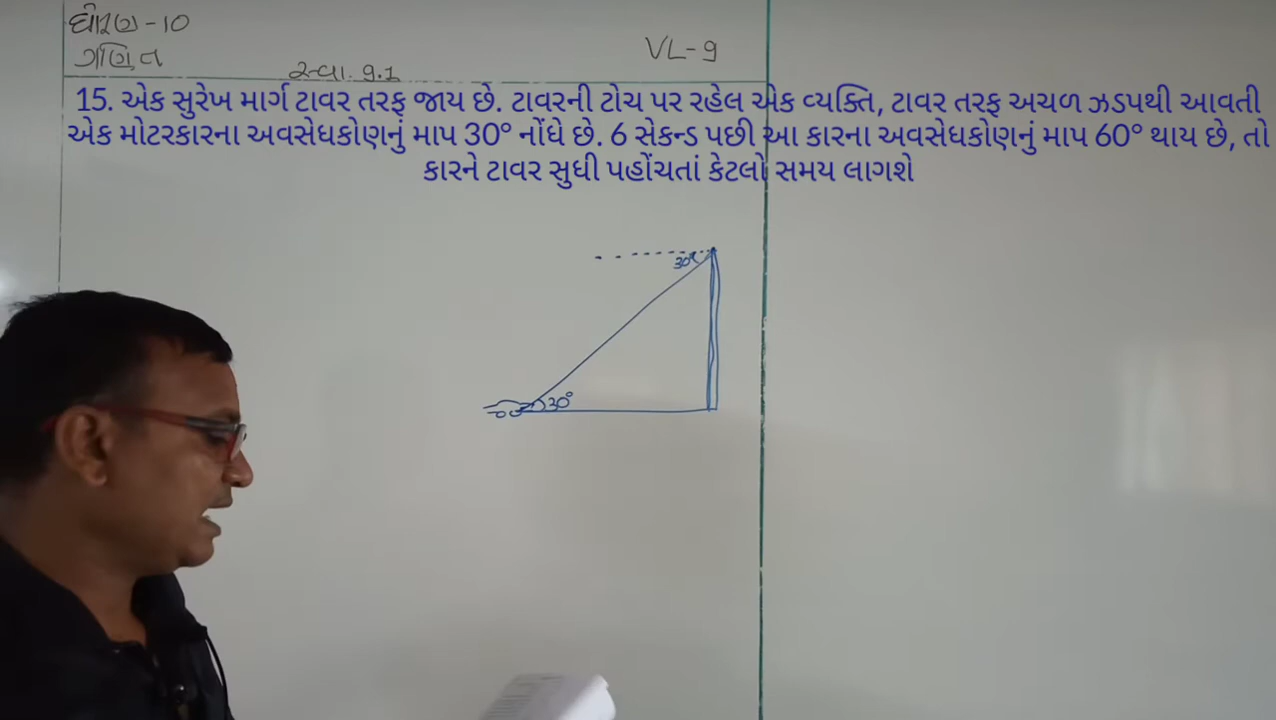 ધોરણ - 10
ગણિત
સ્વા. 9.1
VL-9
15. એક સુરેખ માર્ગ ટાવર તરફ જાય છે. ટાવરની ટોચ પર રહેલ એક વ્યક્તિ, ટાવર તરફ અચળ ઝડપથી આવતી
એક મોટરકારના અવસેધકોણનું માપ 30° નોંધે છે. 6 સેકન્ડ પછી આ કારના અવસેધકોણનું માપ 60° થાય છે, તો
કારને ટાવર સુધી પહોંચતાં કેટલો સમય લાગશે
30°
30°